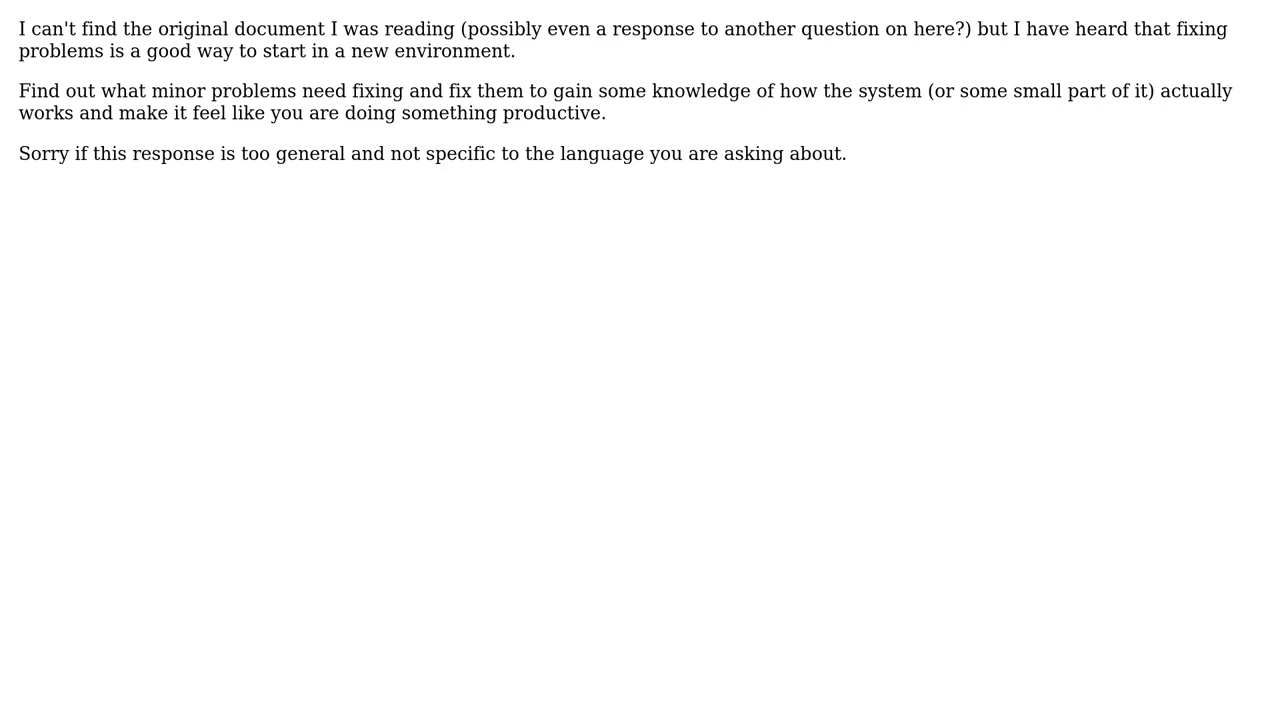 I can't find the original document I was reading (possibly even a response to another question on here?) but I have heard that fixing
problems is a good way to start in a new environment.
Find out what minor problems need fixing and fix them to gain some knowledge of how the system (or some small part of it) actually
works and make it feel like you are doing something productive.
Sorry if this response is too general and not specific to the language you are asking about.